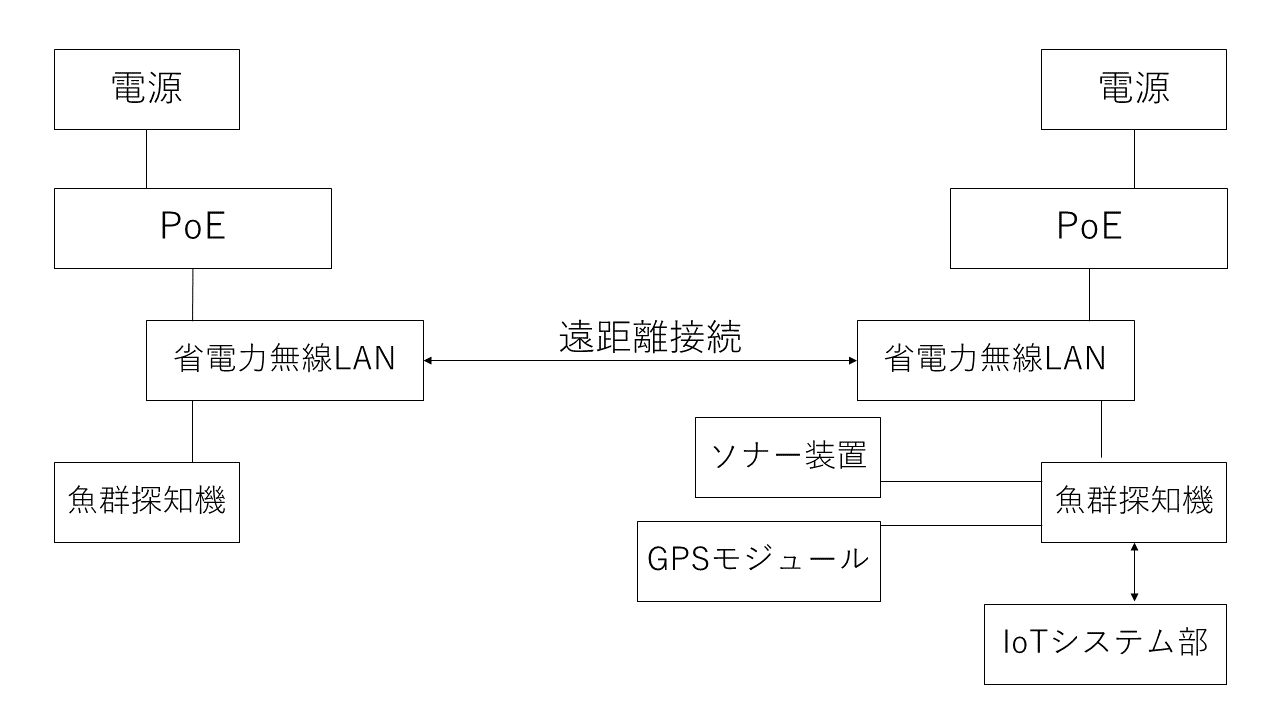 電源
電源
PoE
PoE
遠距離接続
省電力無線LAN
省電力無線LAN
ソナー装置
魚群探知機
魚群探知機
GPSモジュール
IoTシステム部